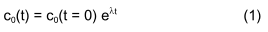 c₀(t) = c₀(t = 0) e^λt (1)